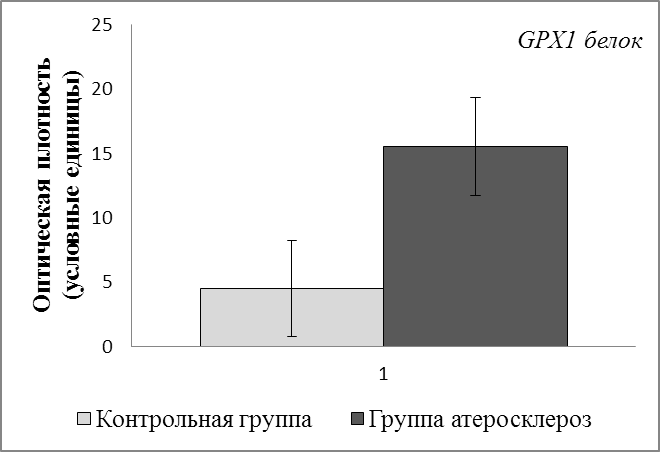 GPX1 белок
Оптическая плотность
(условные единицы)
25
20
15
10
5
0
1
Контрольная группа
Группа атеросклероз